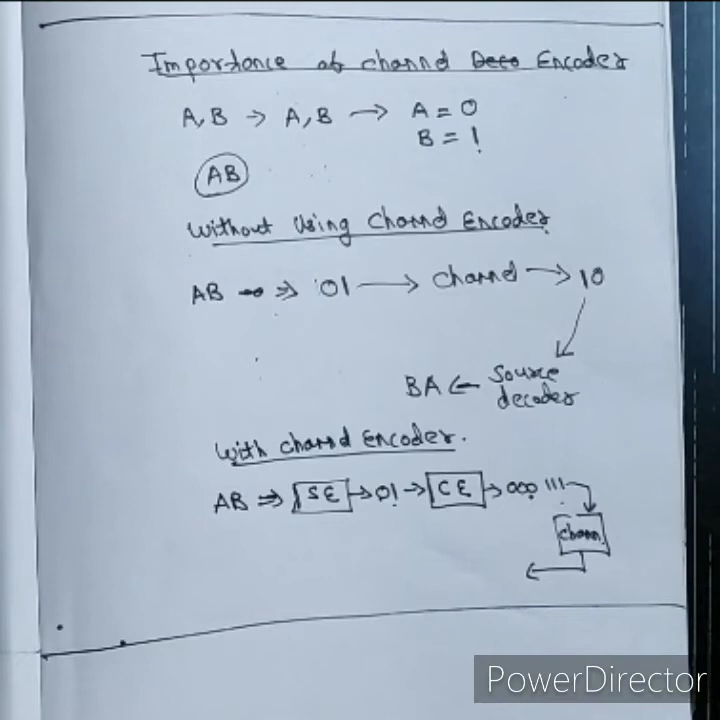 Importance of channel Deco Encoder
A, B → A, B → A = 0
B = 1
AB
Without Using Channel Encoder
AB ⇒ 01 → channel → 10
BA ← Source
decoder
With channel encoder.
AB ⇒ SE → 01 → CE → 000 111
chann.
PowerDirector